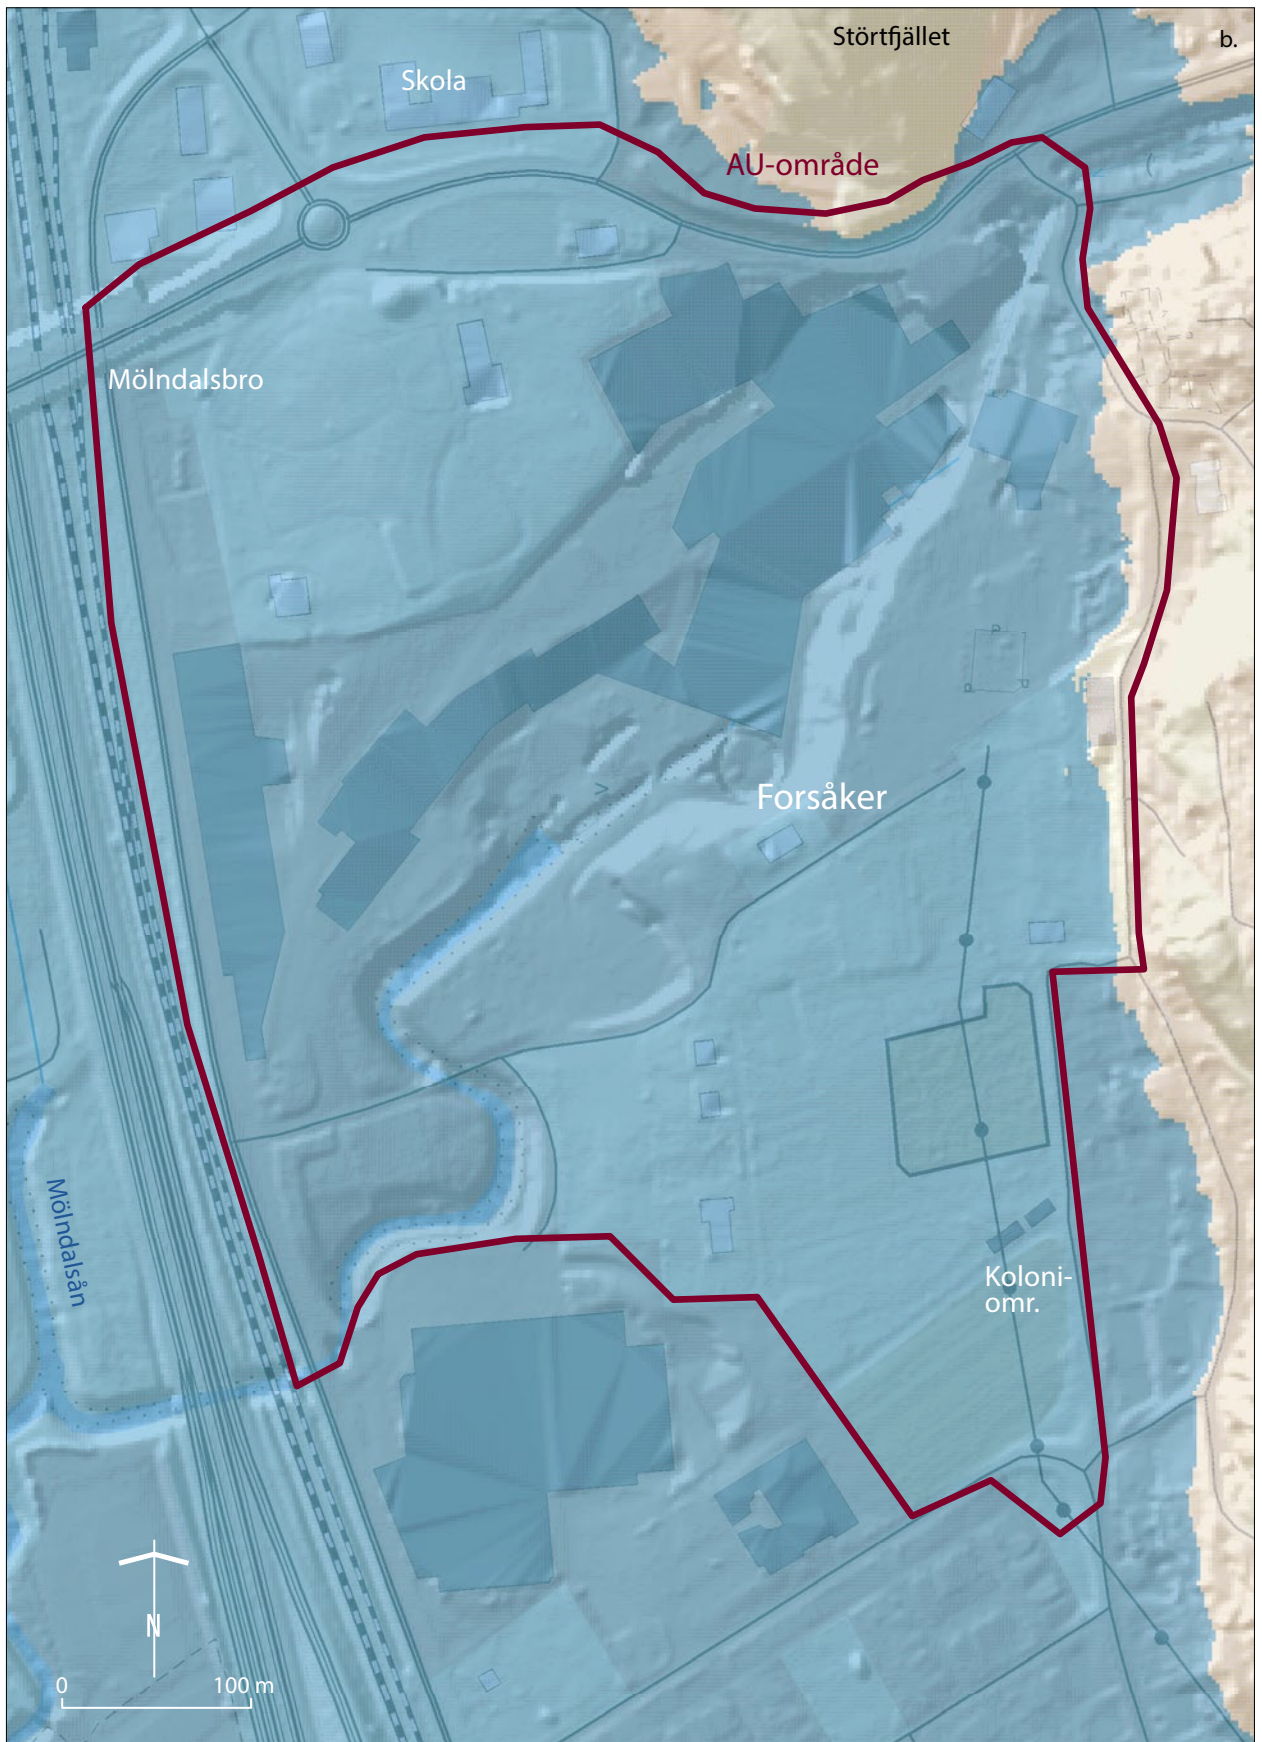 Störtfjället
b.
Skola
AU-område
Mölndalsbro
Forsåker
Mölndalsån
Koloni-
omr.
N
0 100 m